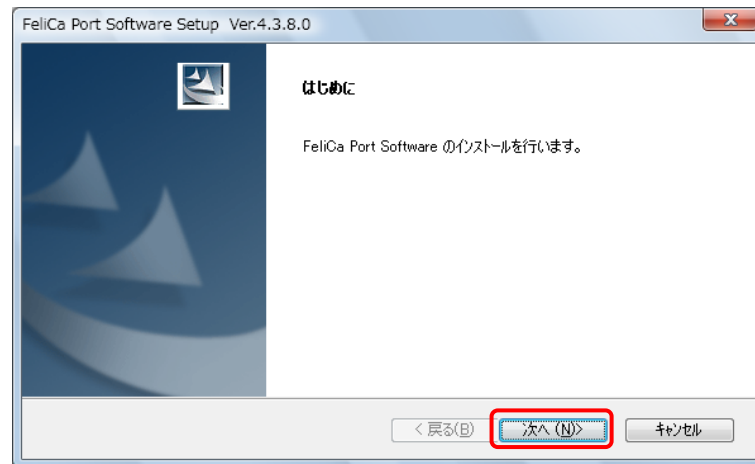 FeliCa Port Software Setup Ver.4.3.8.0
はじめに
FeliCa Port Software のインストールを行います。
< 戻る(B)
次へ (N)>
キャンセル